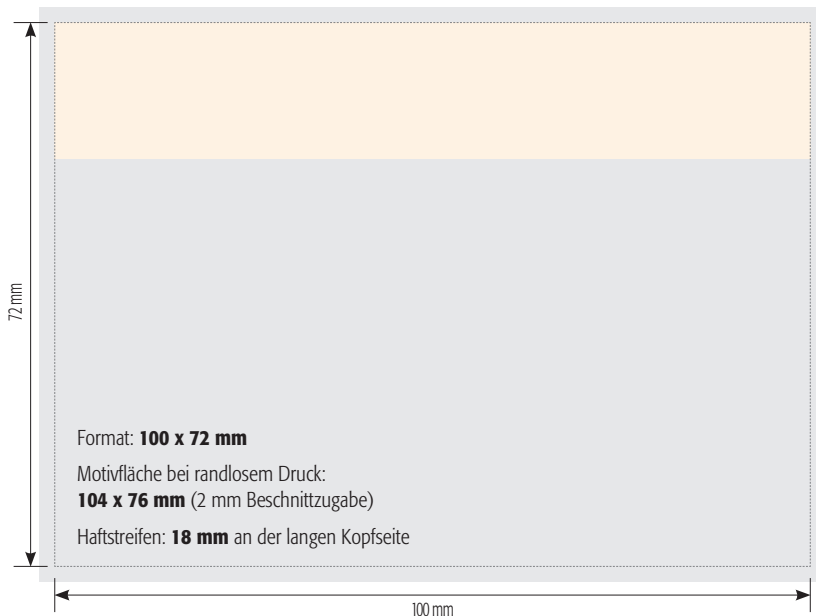 72 mm
Format: 100 x 72 mm
Motivfläche bei randlosem Druck:
104 x 76 mm (2 mm Beschnittzugabe)
Haftstreifen: 18 mm an der langen Kopfseite
100 mm